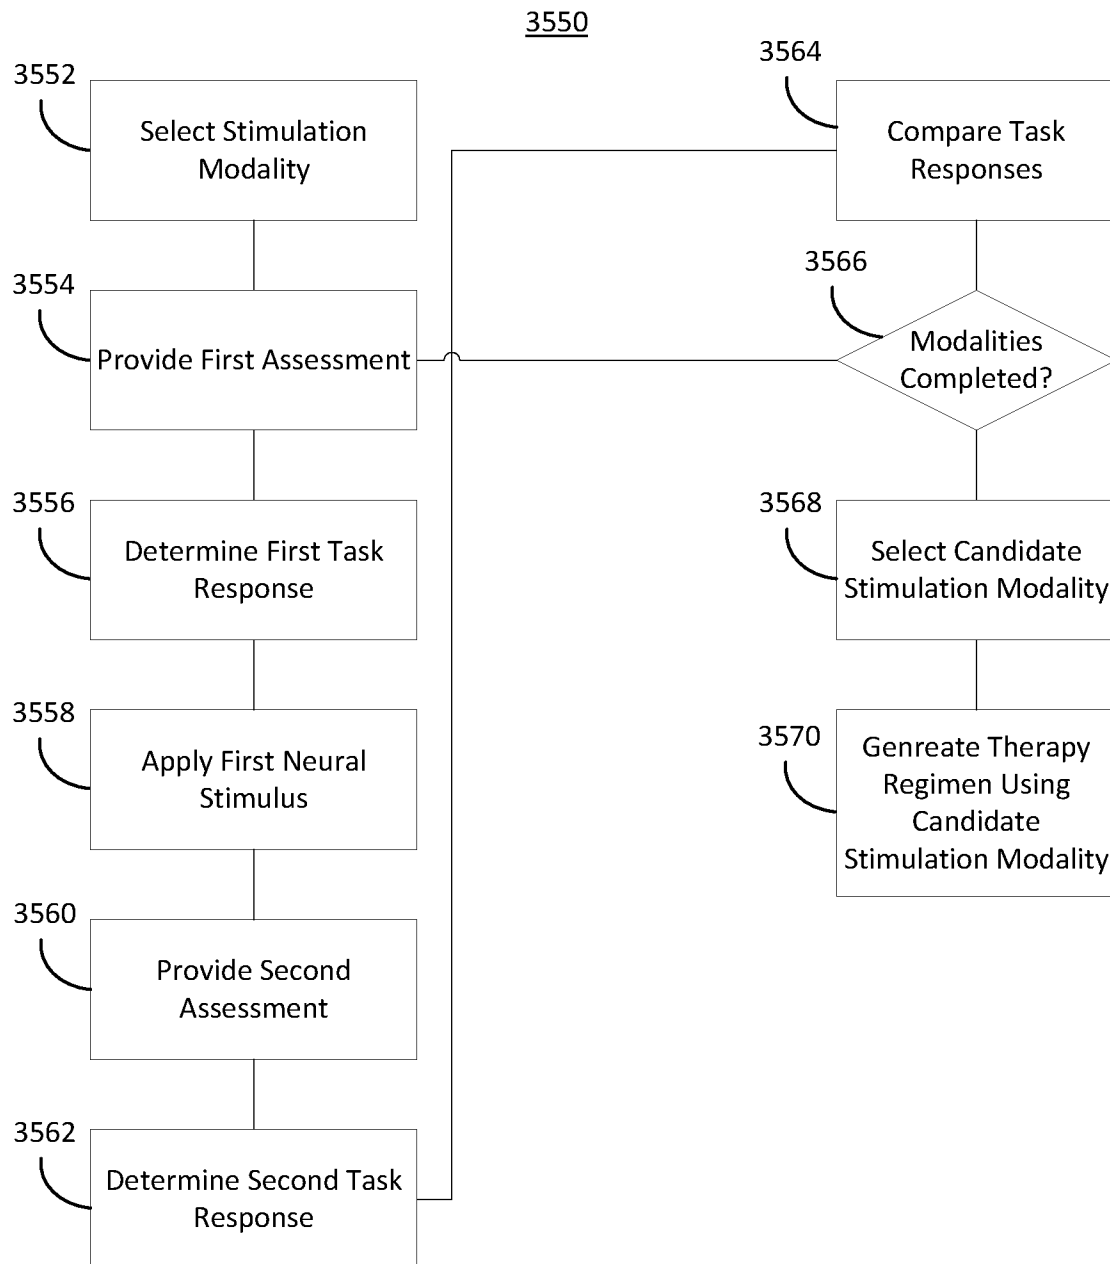 3550
3552
Select Stimulation
Modality
3554
Provide First Assessment
3556
Determine First Task
Response
3558
Apply First Neural
Stimulus
3560
Provide Second
Assessment
3562
Determine Second Task
Response
3564
Compare Task
Responses
3566
Modalities
Completed?
3568
Select Candidate
Stimulation Modality
3570
Genreate Therapy
Regimen Using
Candidate
Stimulation Modality